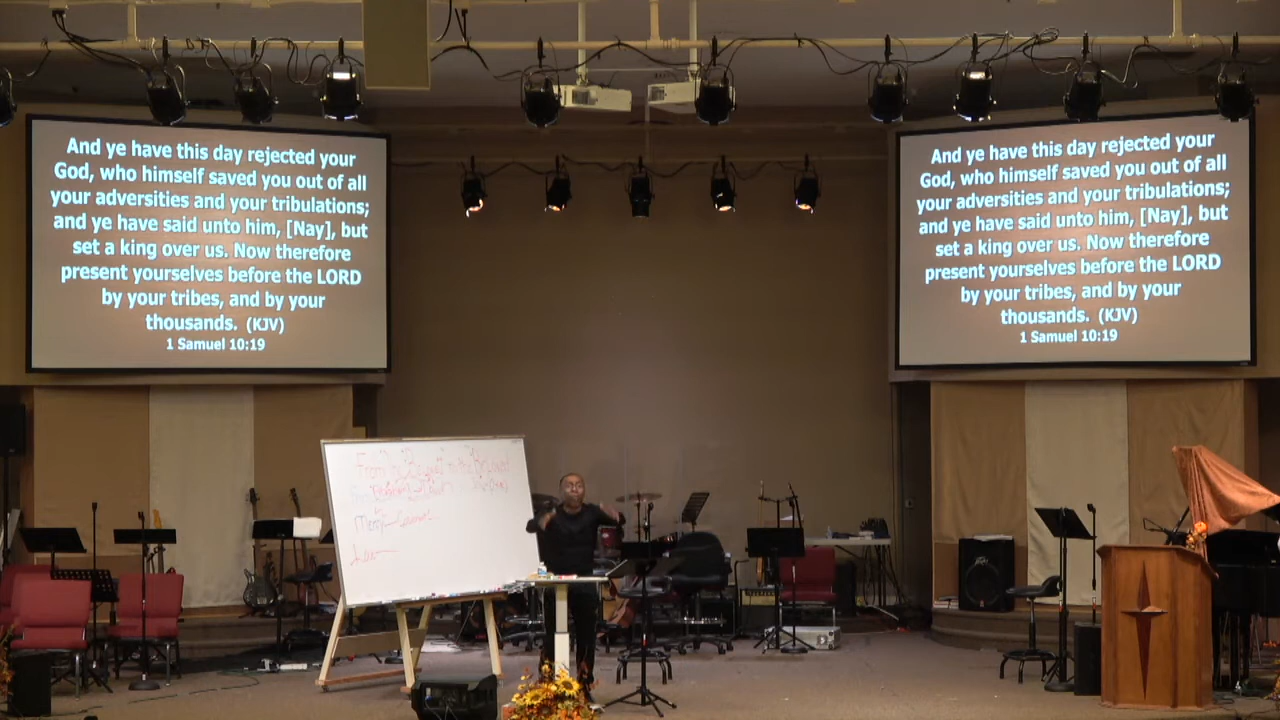 And ye have this day rejected your
God, who himself saved you out of all
your adversities and your tribulations;
and ye have said unto him, [Nay], but
set a king over us. Now therefore
present yourselves before the LORD
by your tribes, and by your
thousands. (KJV)
1 Samuel 10:19
From
And ye have this day rejected your
God, who himself saved you out of all
your adversities and your tribulations;
and ye have said unto him, [Nay], but
set a king over us. Now therefore
present yourselves before the LORD
by your tribes, and by your
thousands. (KJV)
1 Samuel 10:19